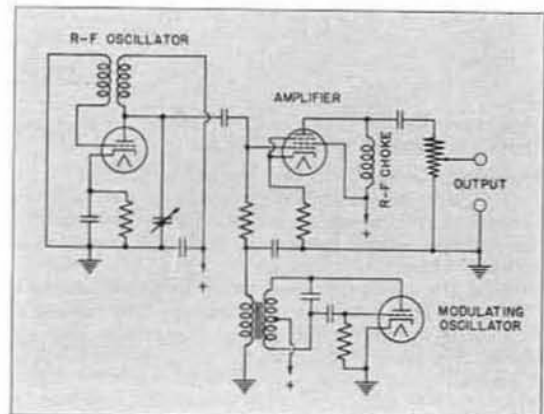 R-F OSCILLATOR
AMPLIFIER
R-F CHOKE
OUTPUT
+
+
+
MODULATING
OSCILLATOR